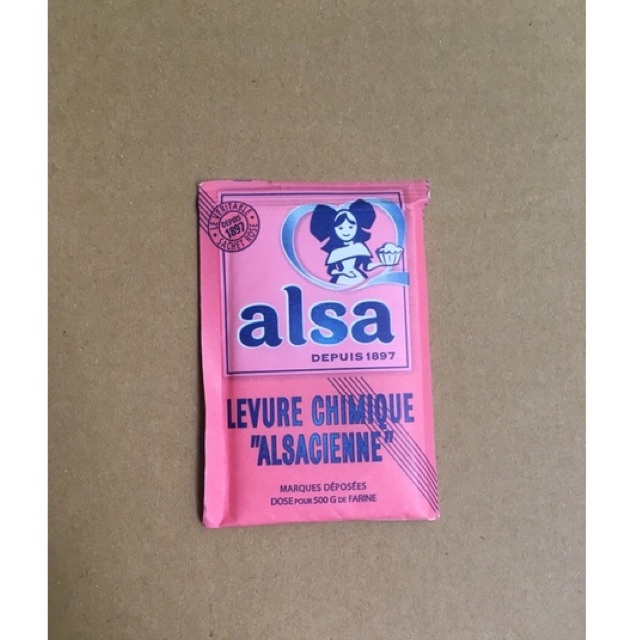 LE VÉRITABLE
DEPUIS
1897
SACHET ROSE
alsa
DEPUIS 1897
LEVURE CHIMIQUE
"ALSACIENNE"
MARQUES DÉPOSÉES
DOSE POUR 500 G DE FARINE